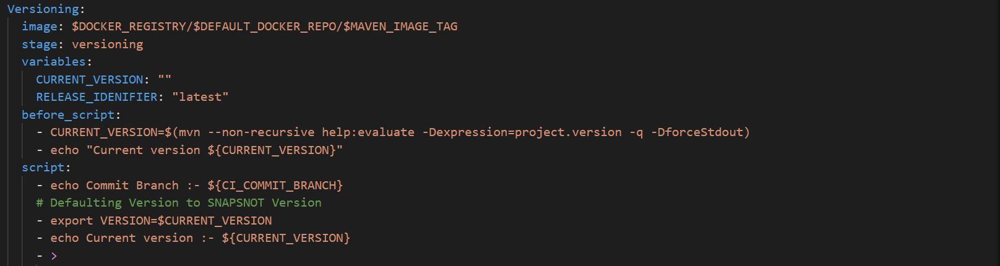 Versioning:
image: $DOCKER_REGISTRY/$DEFAULT_DOCKER_REPO/$MAVEN_IMAGE_TAG
stage: versioning
variables:
CURRENT_VERSION: ""
RELEASE_IDENIFIER: "latest"
before_script:
- CURRENT_VERSION=$(mvn --non-recursive help:evaluate -Dexpression=project.version -q -DforceStdout)
- echo "Current version ${CURRENT_VERSION}"
script:
- echo Commit Branch :- ${CI_COMMIT_BRANCH}
# Defaulting Version to SNAPSNOT Version
- export VERSION=$CURRENT_VERSION
- echo Current version :- ${CURRENT_VERSION}
- >